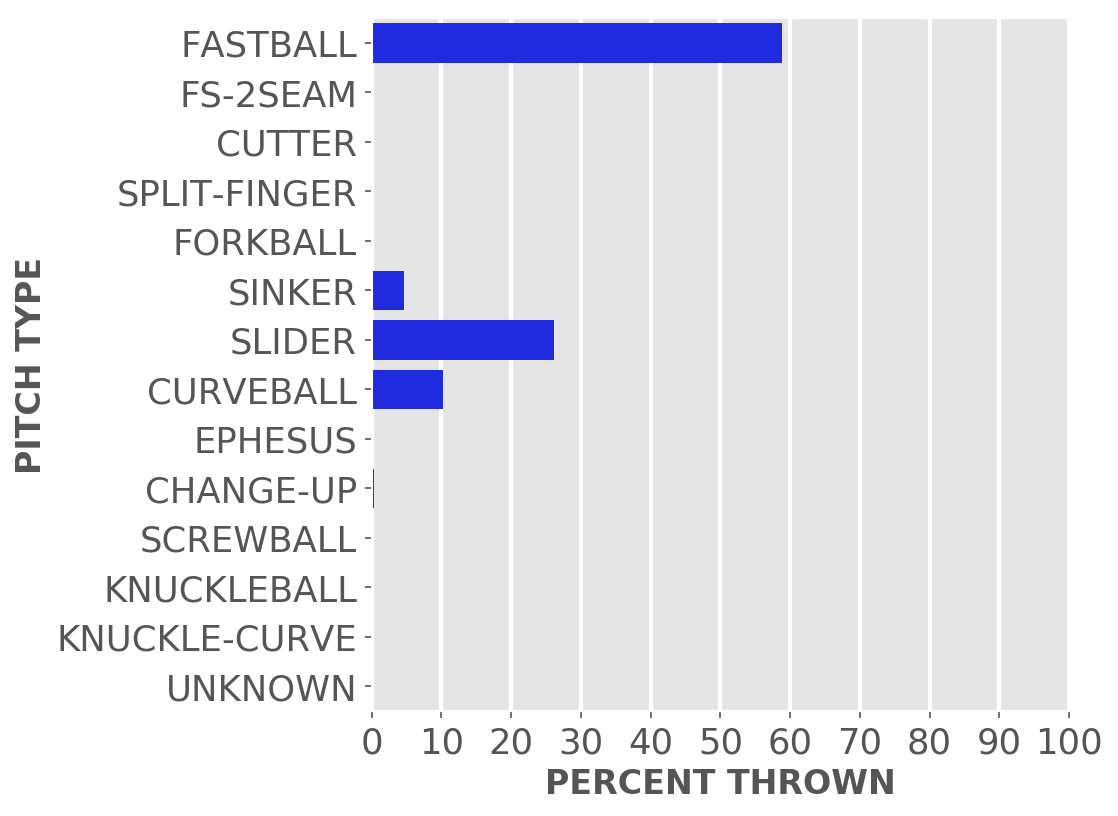 FASTBALL
FS-2SEAM
CUTTER
SPLIT-FINGER
FORKBALL
SINKER
SLIDER
CURVEBALL
EPHESUS
CHANGE-UP
SCREWBALL
KNUCKLEBALL
KNUCKLE-CURVE
UNKNOWN
PITCH TYPE
0 10 20 30 40 50 60 70 80 90 100
PERCENT THROWN